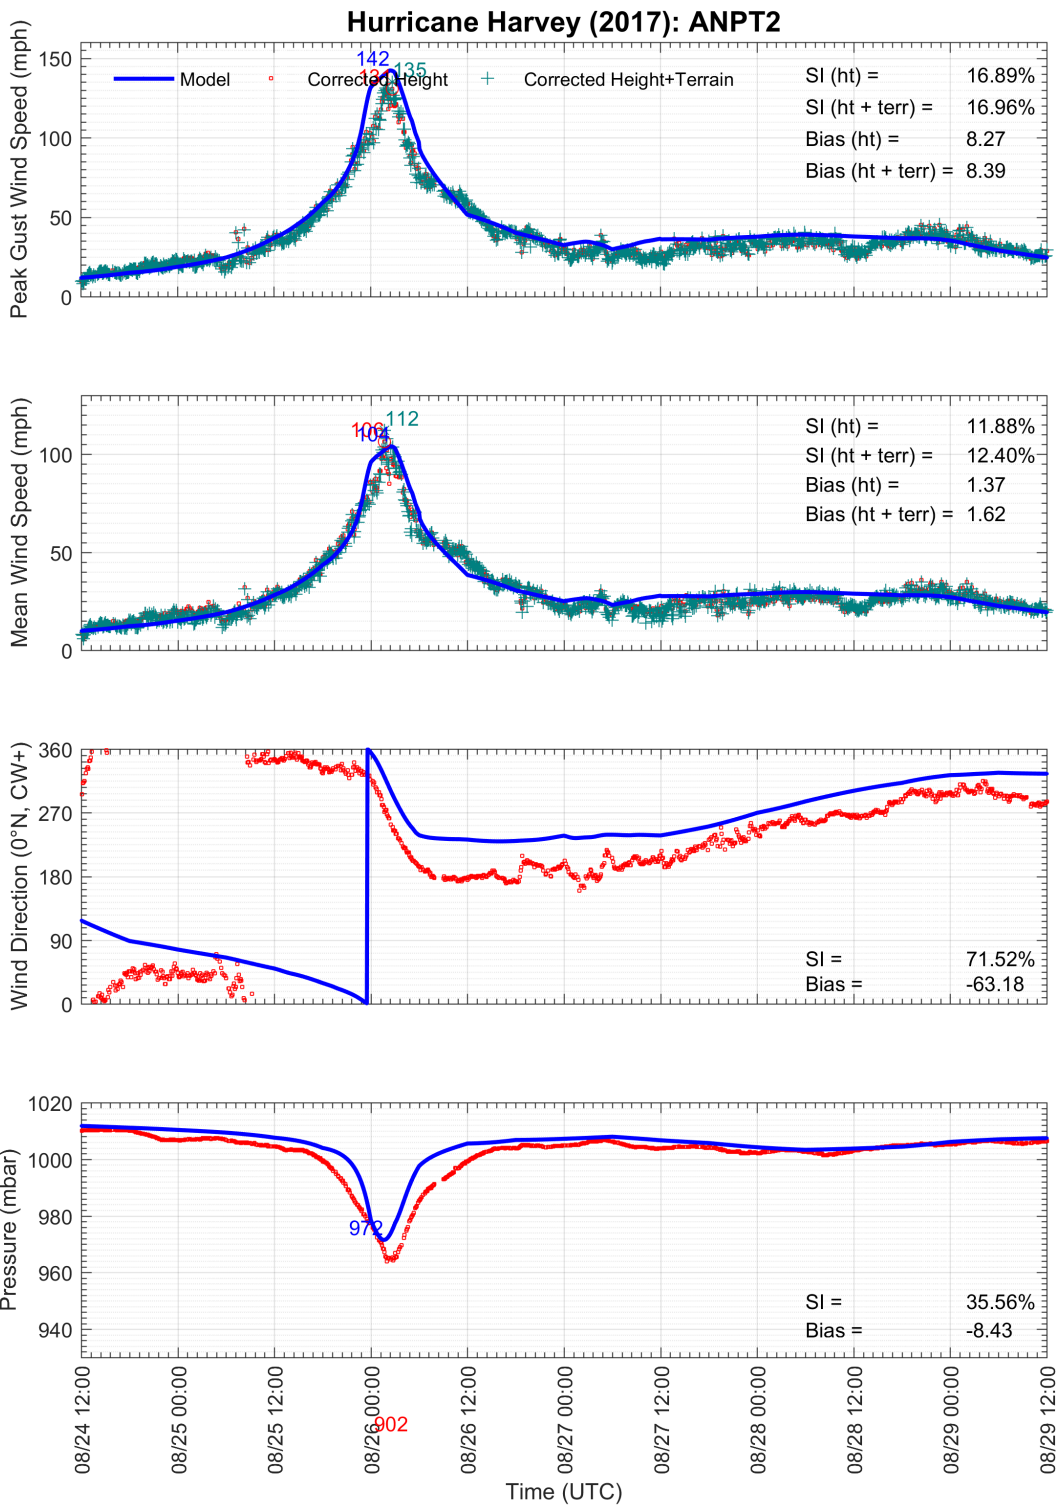 Hurricane Harvey (2017): ANPT2
Peak Gust Wind Speed (mph)
150
100
50
0
142
135
Model
Corrected Height
Corrected Height+Terrain
SI (ht) = 16.89%
SI (ht + terr) = 16.96%
Bias (ht) = 8.27
Bias (ht + terr) = 8.39
Mean Wind Speed (mph)
100
50
0
112
106
104
SI (ht) = 11.88%
SI (ht + terr) = 12.40%
Bias (ht) = 1.37
Bias (ht + terr) = 1.62
Wind Direction (0°N, CW+)
360
270
180
90
0
SI = 71.52%
Bias = -63.18
Pressure (mbar)
1020
1000
980
960
940
972
SI = 35.56%
Bias = -8.43
902
08/24 12:00
08/25 00:00
08/25 12:00
08/26 00:00
08/26 12:00
08/27 00:00
08/27 12:00
08/28 00:00
08/28 12:00
08/29 00:00
08/29 12:00
Time (UTC)